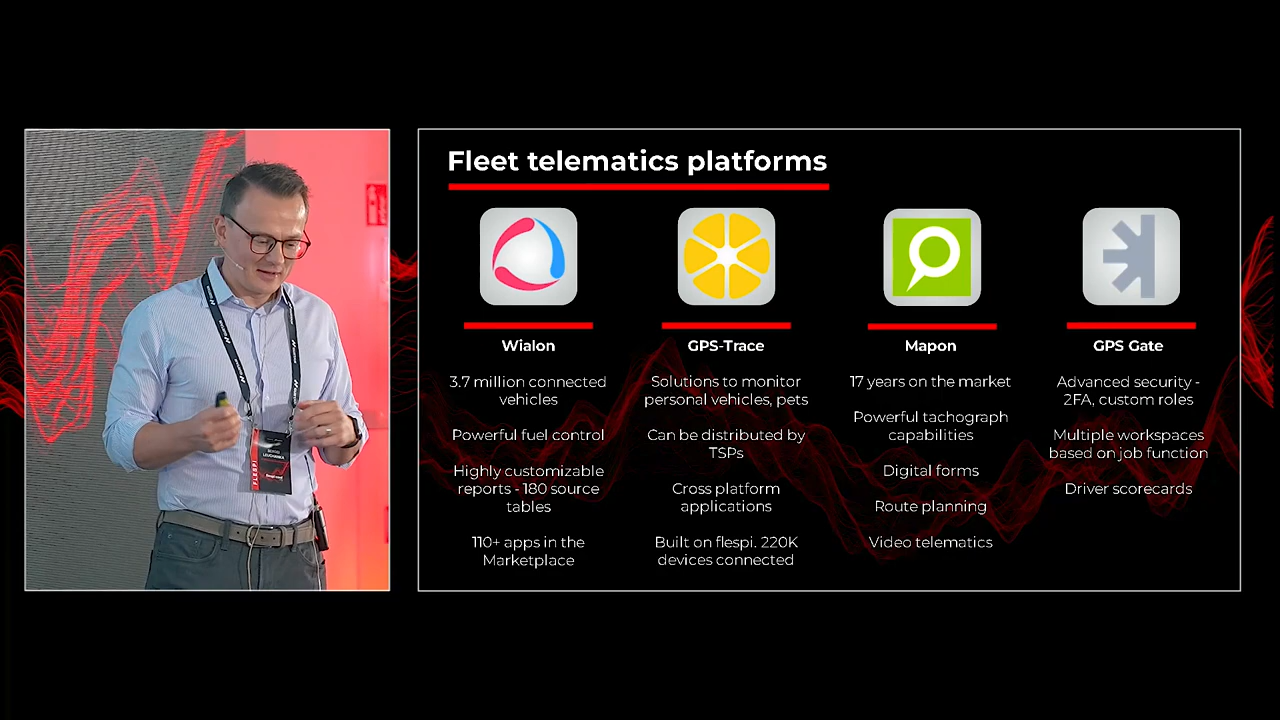 Fleet telematics platforms
Wialon
3.7 million connected
vehicles
Powerful fuel control
Highly customizable
reports - 180 source
tables
110+ apps in the
Marketplace
GPS-Trace
Solutions to monitor
personal vehicles, pets
Can be distributed by
TSPs
Cross platform
applications
Built on flespi. 220K
devices connected
Mapon
17 years on the market
Powerful tachograph
capabilities
Digital forms
Route planning
Video telematics
GPS Gate
Advanced security -
2FA, custom roles
Multiple workspaces
based on job function
Driver scorecards
FLESPI
LEUCHANKA